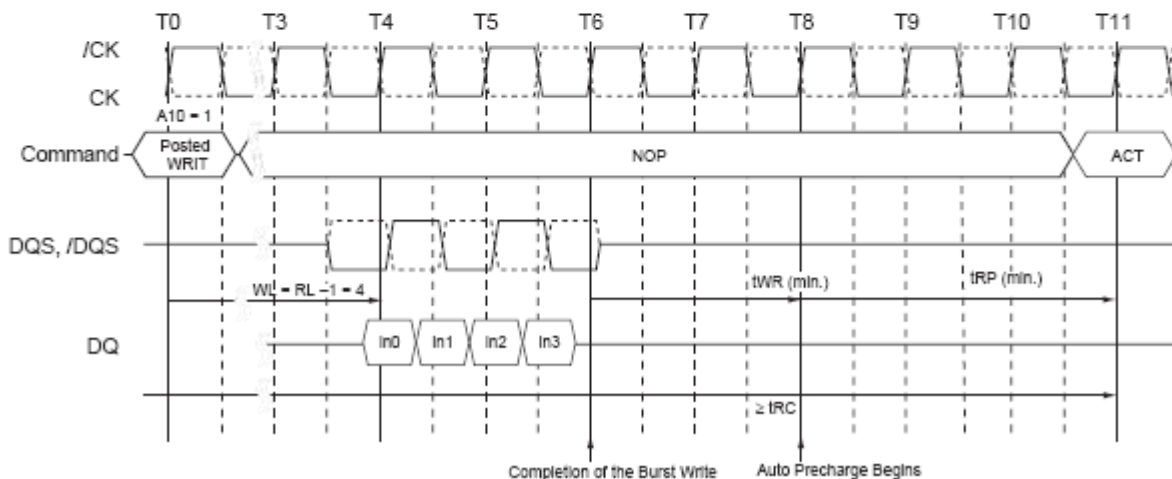 T0 T3 T4 T5 T6 T7 T8 T9 T10 T11
/CK
CK
A10 = 1
Command
Posted
WRIT
NOP
ACT
DQS, /DQS
WL = RL −1 = 4
tWR (min.)
tRP (min.)
DQ
In0 In1 In2 In3
≥ tRC
Completion of the Burst Write
Auto Precharge Begins